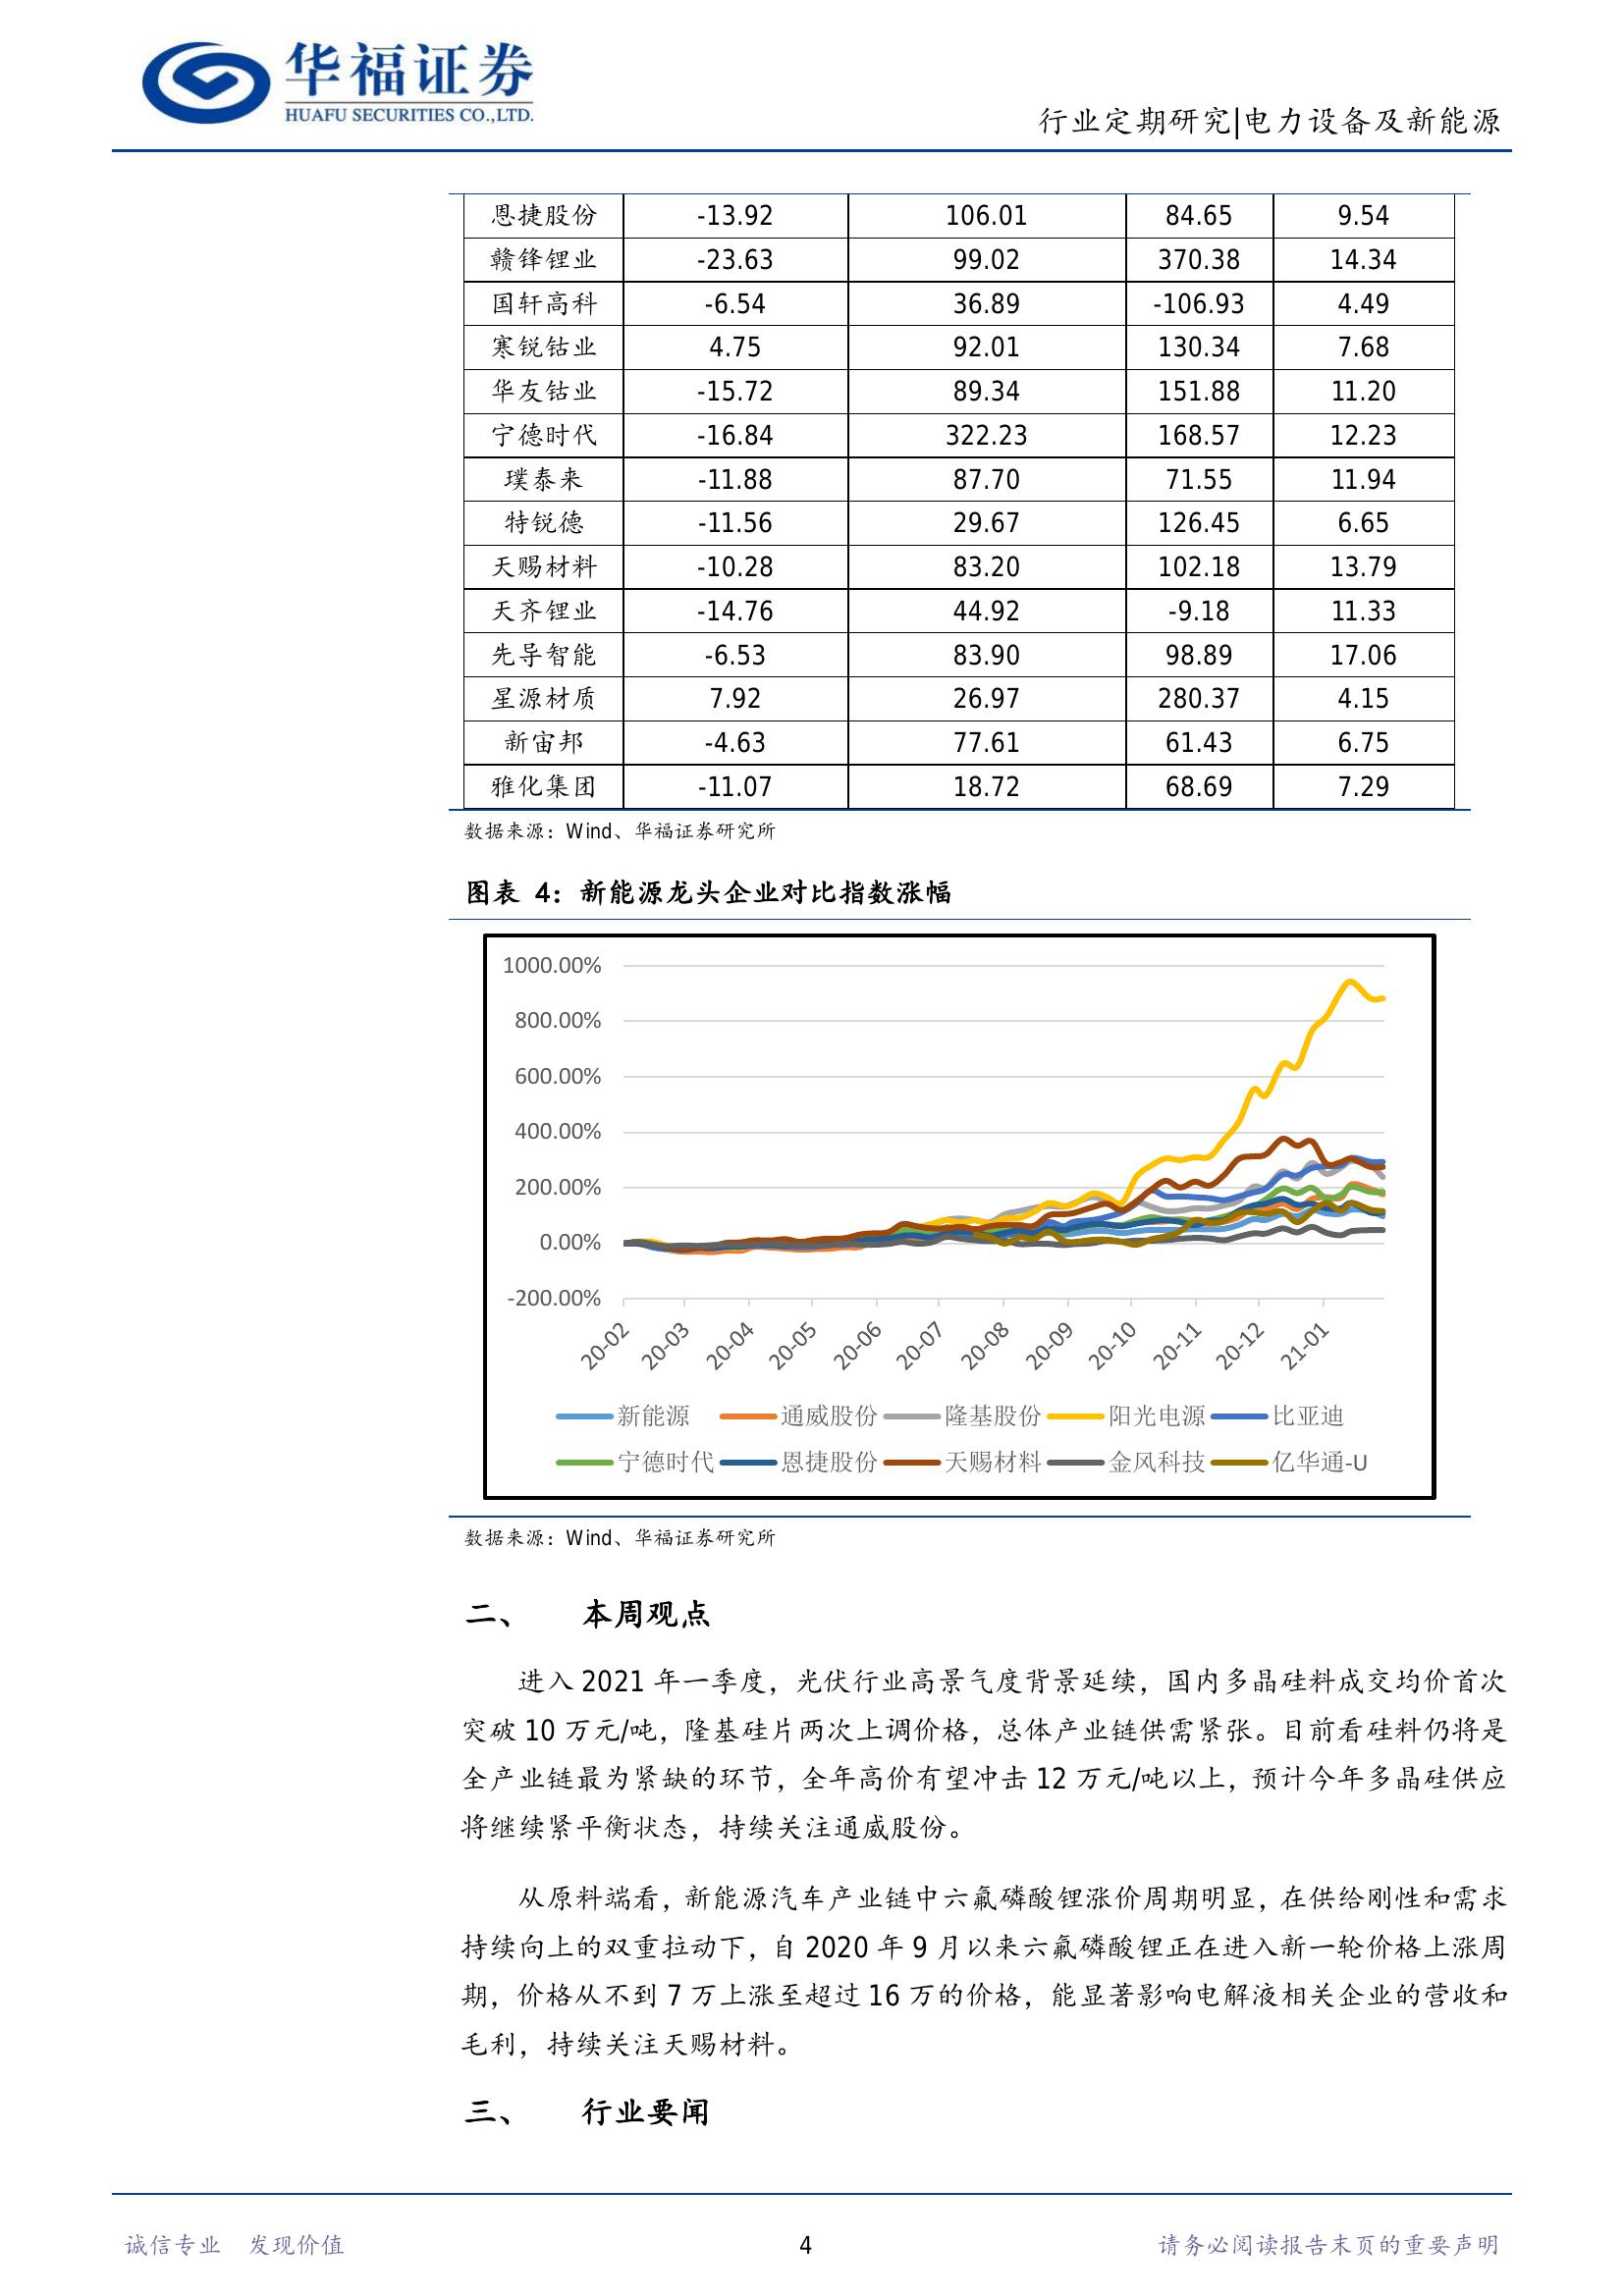 华福证券
HUAFU SECURITIES CO.,LTD.
行业定期研究|电力设备及新能源
恩捷股份 -13.92 106.01 84.65 9.54
赣锋锂业 -23.63 99.02 370.38 14.34
国轩高科 -6.54 36.89 -106.93 4.49
寒锐钴业 4.75 92.01 130.34 7.68
华友钴业 -15.72 89.34 151.88 11.20
宁德时代 -16.84 322.23 168.57 12.23
璞泰来 -11.88 87.70 71.55 11.94
特锐德 -11.56 29.67 126.45 6.65
天赐材料 -10.28 83.20 102.18 13.79
天齐锂业 -14.76 44.92 -9.18 11.33
先导智能 -6.53 83.90 98.89 17.06
星源材质 7.92 26.97 280.37 4.15
新宙邦 -4.63 77.61 61.43 6.75
雅化集团 -11.07 18.72 68.69 7.29
数据来源：Wind、华福证券研究所
图表 4：新能源龙头企业对比指数涨幅
1000.00%
800.00%
600.00%
400.00%
200.00%
0.00%
-200.00%
20-02 20-03 20-04 20-05 20-06 20-07 20-08 20-09 20-10 20-11 20-12 21-01
新能源 通威股份 隆基股份 阳光电源 比亚迪
宁德时代 恩捷股份 天赐材料 金风科技 亿华通-U
数据来源：Wind、华福证券研究所
二、 本周观点
进入 2021 年一季度，光伏行业高景气度背景延续，国内多晶硅料成交均价首次
突破 10 万元/吨，隆基硅片两次上调价格，总体产业链供需紧张。目前看硅料仍将是
全产业链最为紧缺的环节，全年高价有望冲击 12 万元/吨以上，预计今年多晶硅供应
将继续紧平衡状态，持续关注通威股份。
从原料端看，新能源汽车产业链中六氟磷酸锂涨价周期明显，在供给刚性和需求
持续向上的双重拉动下，自 2020 年 9 月以来六氟磷酸锂正在进入新一轮价格上涨周
期，价格从不到 7 万上涨至超过 16 万的价格，能显著影响电解液相关企业的营收和
毛利，持续关注天赐材料。
三、 行业要闻
诚信专业 发现价值 4 请务必阅读报告末页的重要声明